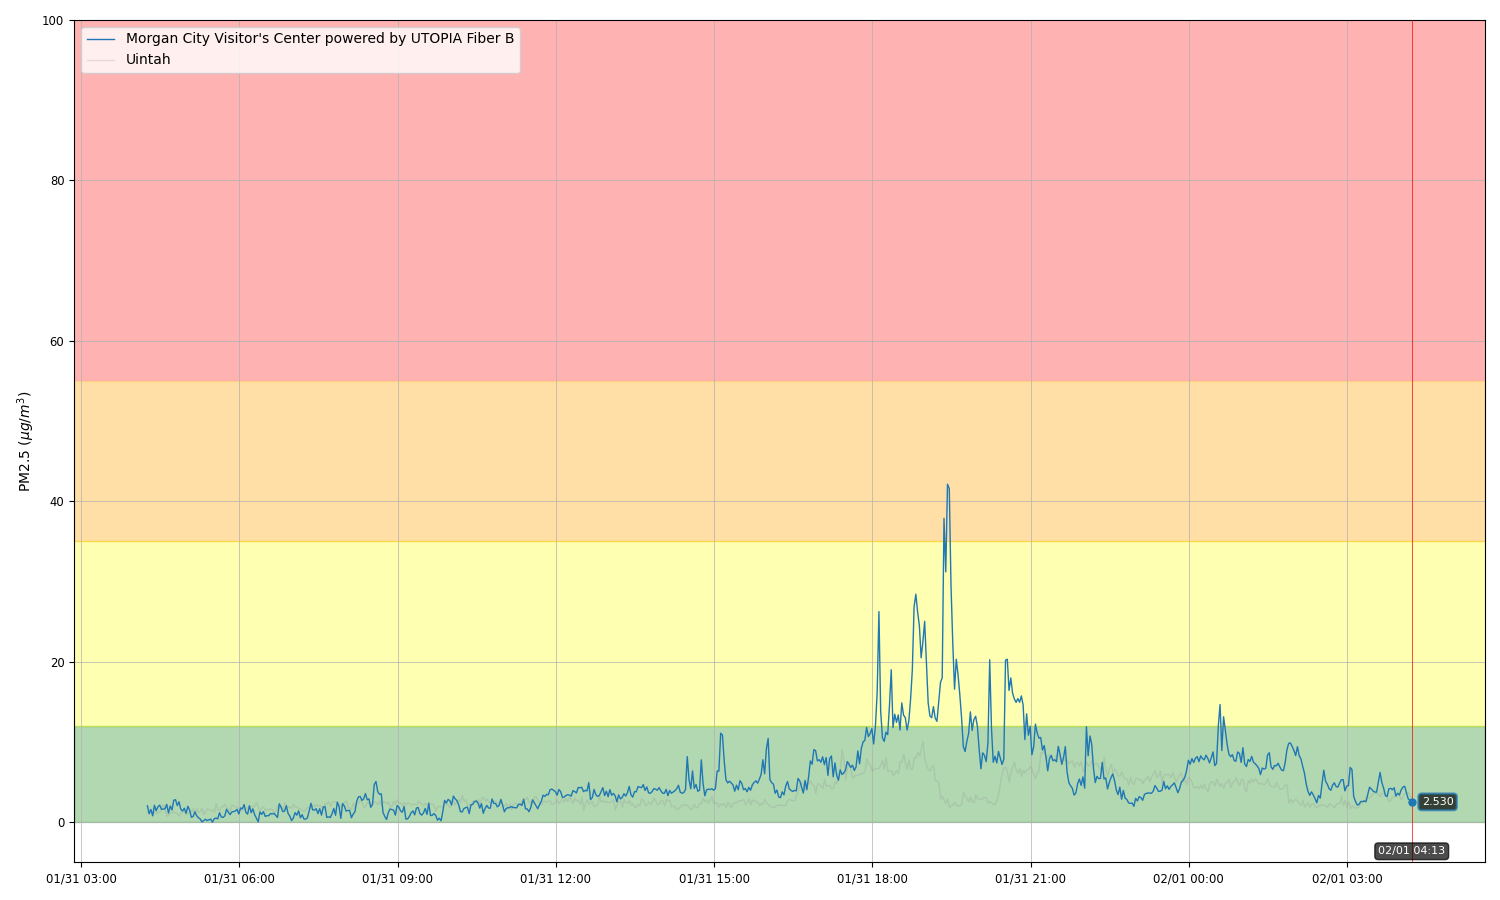 100
Morgan City Visitor's Center powered by UTOPIA Fiber B
Uintah
80
60
PM2.5 (μg/m³)
40
20
2.530
0
02/01 04:13
01/31 03:00 01/31 06:00 01/31 09:00 01/31 12:00 01/31 15:00 01/31 18:00 01/31 21:00 02/01 00:00 02/01 03:00